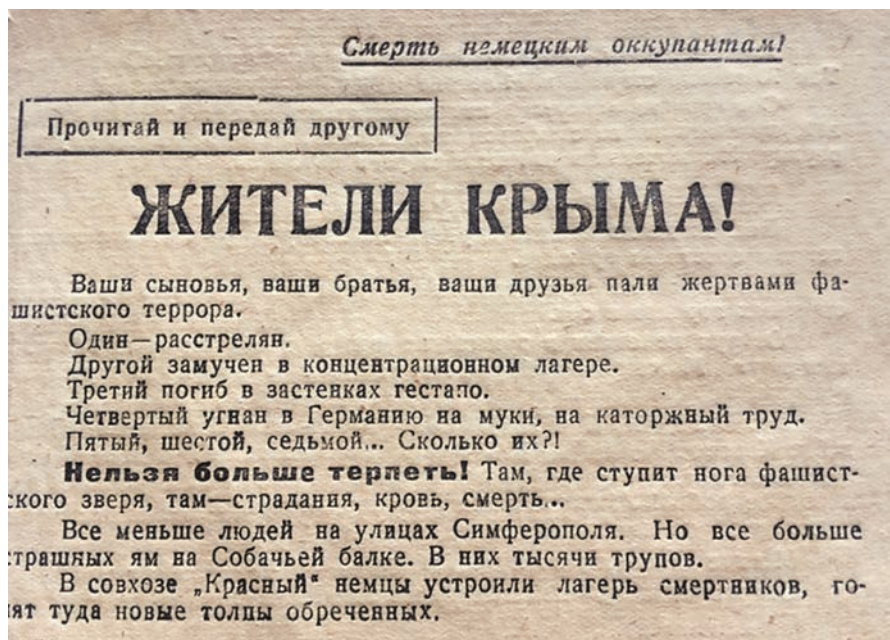 Смерть немецким оккупантам!
Прочитай и передай другому
ЖИТЕЛИ КРЫМА!
Ваши сыновья, ваши братья, ваши друзья пали жертвами фа-
шистского террора.
Один—расстрелян.
Другой замучен в концентрационном лагере.
Третий погиб в застенках гестапо.
Четвертый угнан в Германию на муки, на каторжный труд.
Пятый, шестой, седьмой... Сколько их?!
Нельзя больше терпеть! Там, где ступит нога фашист-
ского зверя, там—страдания, кровь, смерть...
Все меньше людей на улицах Симферополя. Но все больше
страшных ям на Собачьей балке. В них тысячи трупов.
В совхозе „Красный“ немцы устроили лагерь смертников, го-
нят туда новые толпы обреченных.